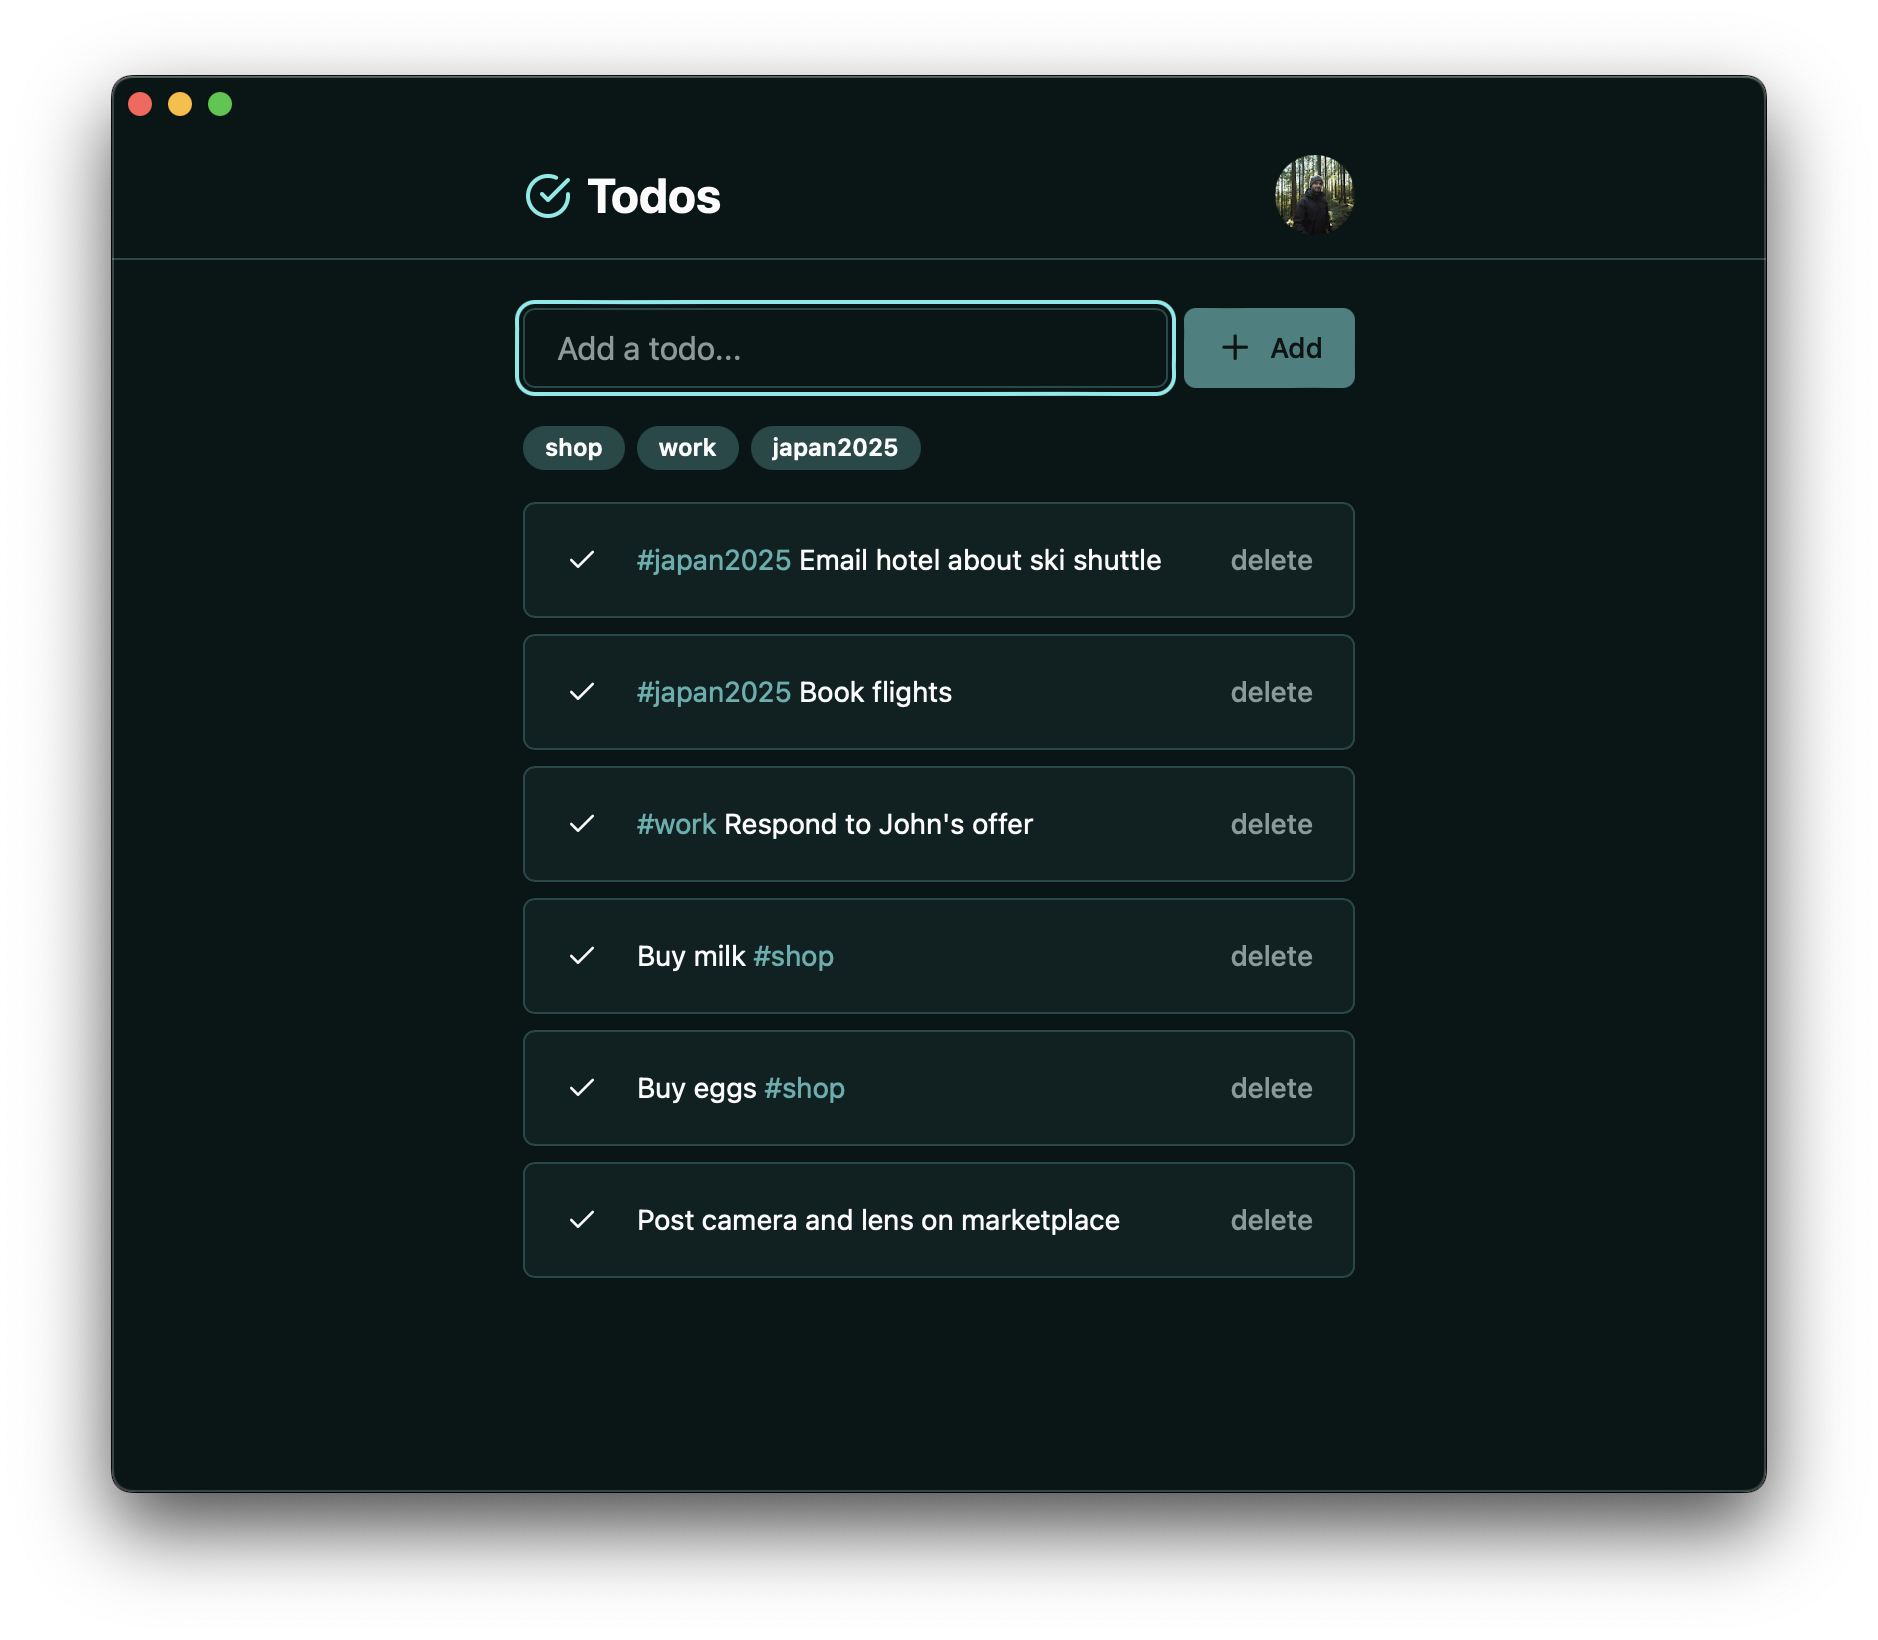 Todos
Add a todo...
Add
shop work japan2025
#japan2025 Email hotel about ski shuttle delete
#japan2025 Book flights delete
#work Respond to John's offer delete
Buy milk #shop delete
Buy eggs #shop delete
Post camera and lens on marketplace delete